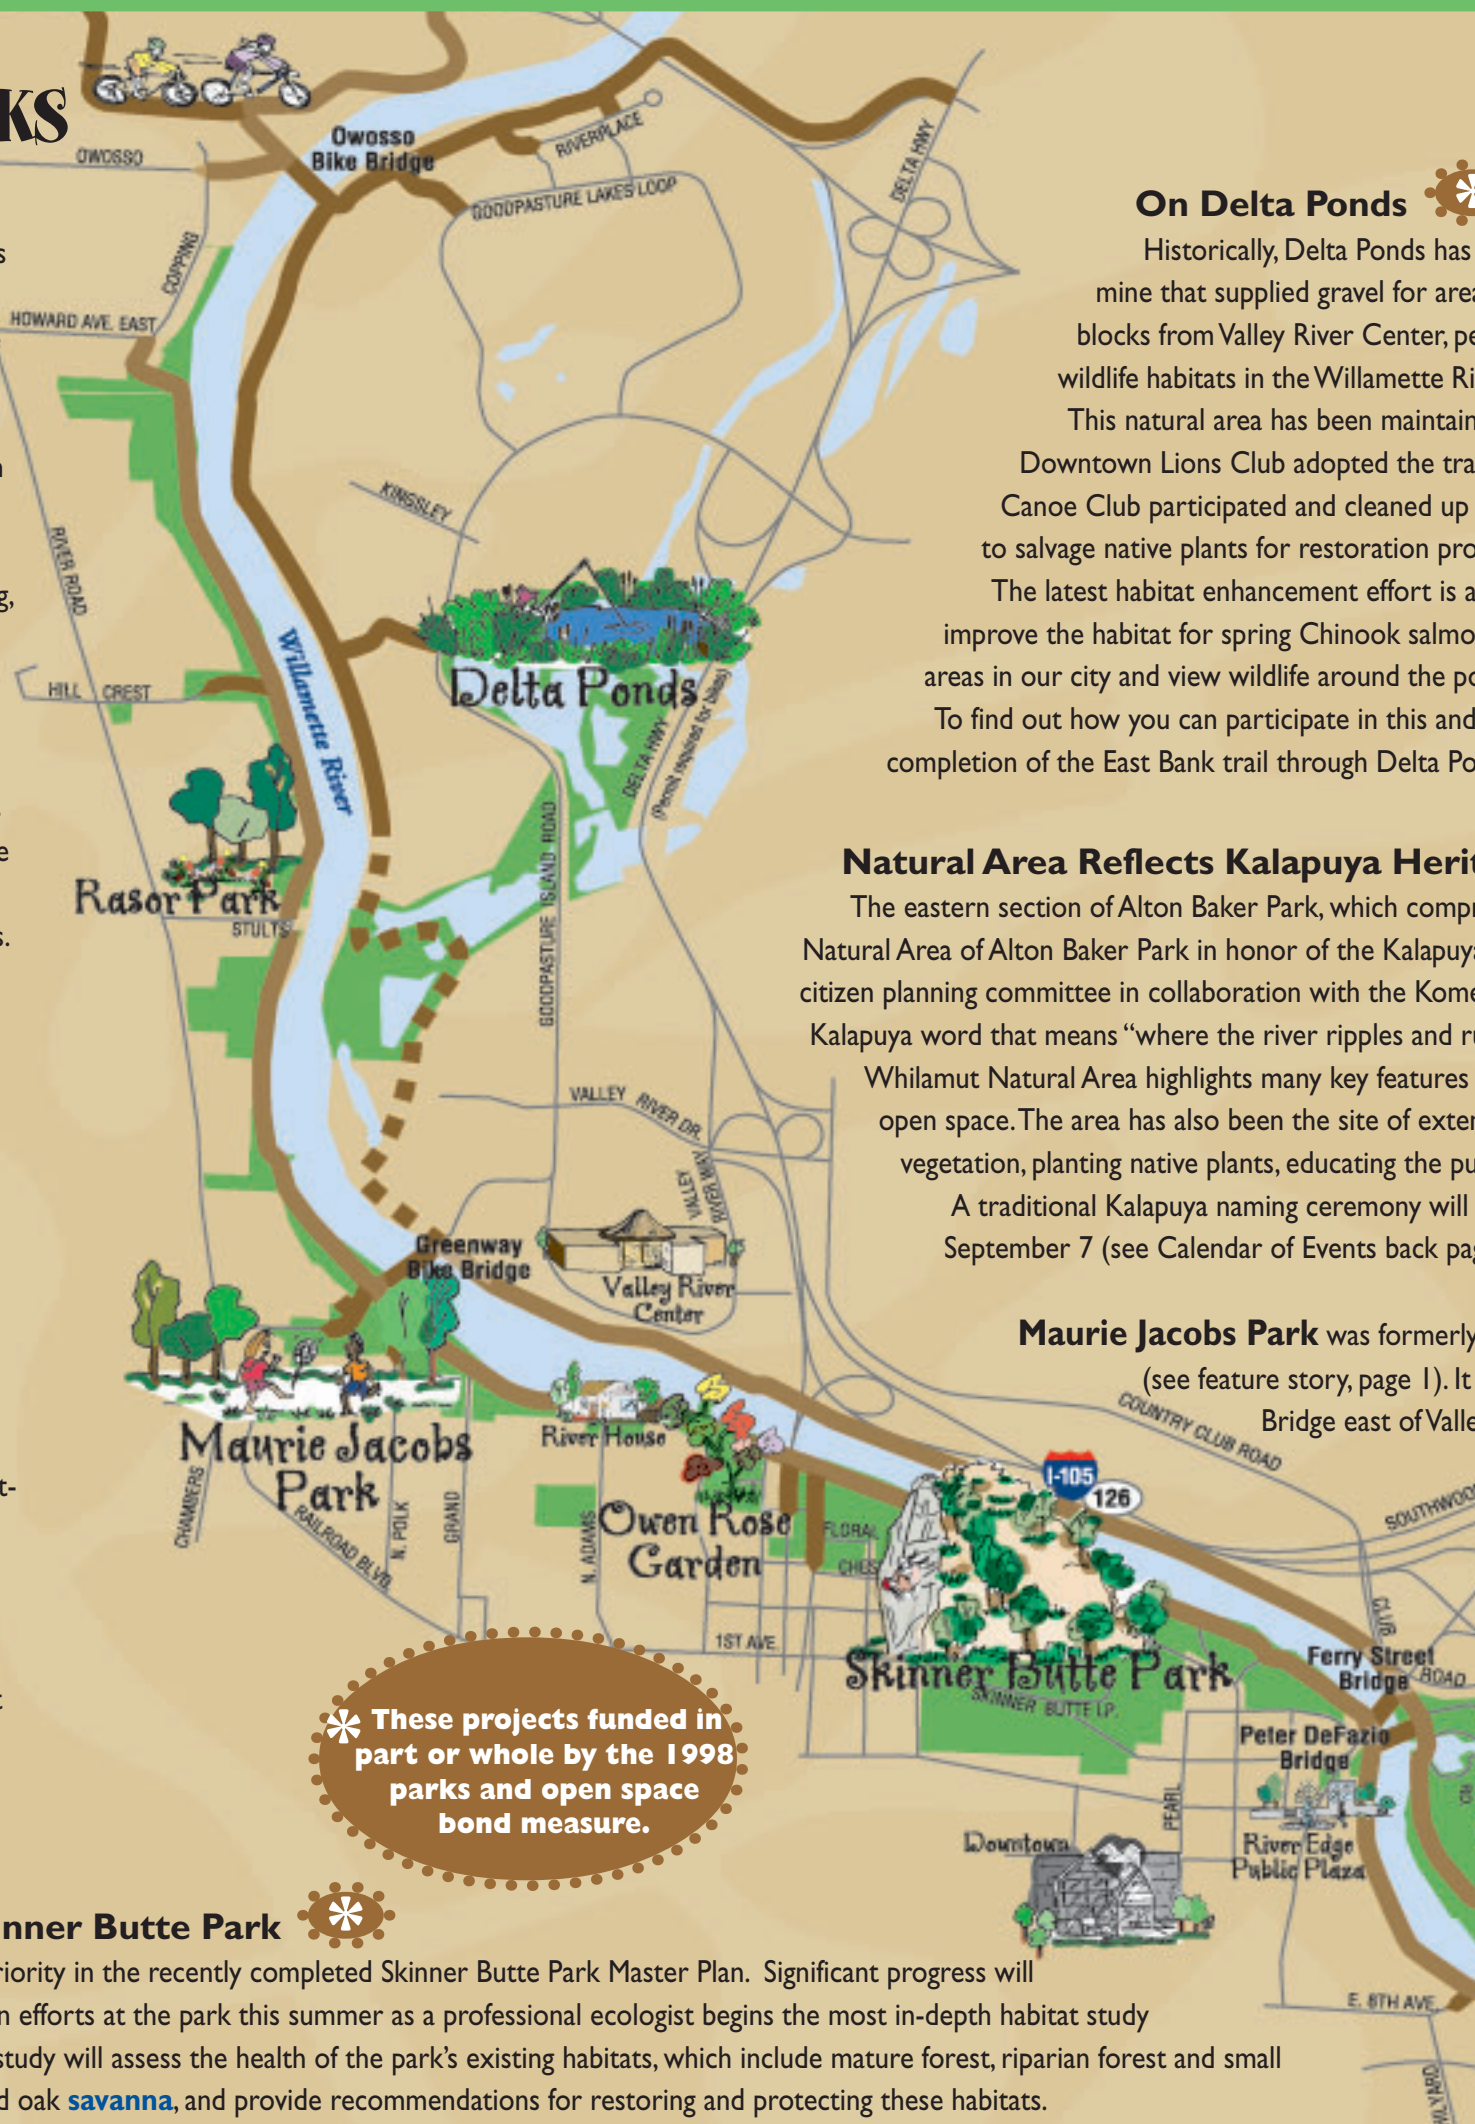 KS
OWOSSO
Owosso
Bike Bridge
RIVERPLACE
GOODPASTURE LAKES LOOP
DELTA HWY
COPPING
HOWARD AVE. EAST
KINGSLEY
RIVER ROAD
HILL CREST
Willamette River
Delta Ponds
DELTA HWY
(Permit required for bikes)
GOODPASTURE ISLAND ROAD
Rasor Park
STULTS
VALLEY RIVER DR.
VALLEY
RIVER WAY
Greenway
Bike Bridge
Valley River
Center
Maurie Jacobs
Park
River House
Owen Rose
Garden
CHAMBERS
RAILROAD BLVD.
N. POLK
GRAND
N. ADAMS
FLORAL
CHES
1ST AVE.
COUNTRY CLUB ROAD
I-105
126
SOUTHWOO
CLUB
ROAD
Skinner Butte Park
SKINNER BUTTE LP.
Ferry Street
Bridge
Peter DeFazio
Bridge
PEARL
Downtown
River Edge
Public Plaza
E. 8TH AVE.
s
g,
e
s.
t-
On Delta Ponds *
Historically, Delta Ponds has
mine that supplied gravel for area
blocks from Valley River Center, pe
wildlife habitats in the Willamette Ri
This natural area has been maintain
Downtown Lions Club adopted the tra
Canoe Club participated and cleaned up
to salvage native plants for restoration pro
The latest habitat enhancement effort is a
improve the habitat for spring Chinook salmo
areas in our city and view wildlife around the po
To find out how you can participate in this and
completion of the East Bank trail through Delta Po
Natural Area Reflects Kalapuya Herit
The eastern section of Alton Baker Park, which compr
Natural Area of Alton Baker Park in honor of the Kalapuya
citizen planning committee in collaboration with the Kome
Kalapuya word that means “where the river ripples and ru
Whilamut Natural Area highlights many key features
open space. The area has also been the site of exter
vegetation, planting native plants, educating the pu
A traditional Kalapuya naming ceremony will
September 7 (see Calendar of Events back pag
Maurie Jacobs Park was formerly
(see feature story, page 1). It
Bridge east of Valle
* These projects funded in
part or whole by the 1998
parks and open space
bond measure.
nner Butte Park *
riority in the recently completed Skinner Butte Park Master Plan. Significant progress will
n efforts at the park this summer as a professional ecologist begins the most in-depth habitat study
study will assess the health of the park’s existing habitats, which include mature forest, riparian forest and small
d oak savanna, and provide recommendations for restoring and protecting these habitats.